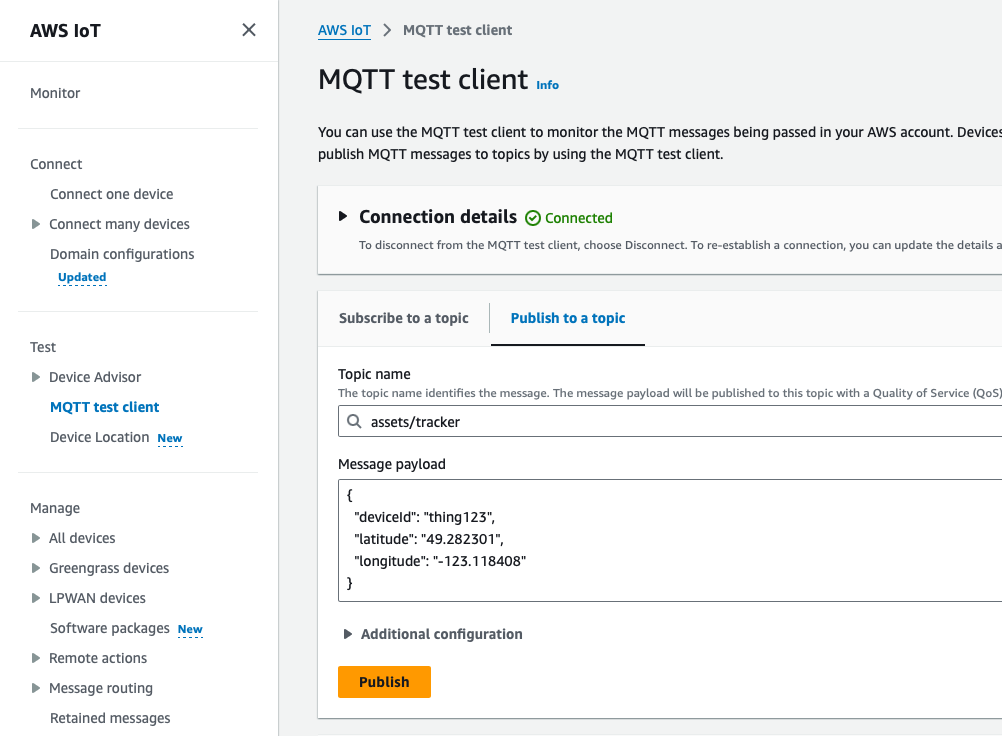 AWS IoT
Monitor
Connect
Connect one device
Connect many devices
Domain configurations
Updated
Test
Device Advisor
MQTT test client
Device Location New
Manage
All devices
Greengrass devices
LPWAN devices
Software packages New
Remote actions
Message routing
Retained messages
AWS IoT > MQTT test client
MQTT test client Info
You can use the MQTT test client to monitor the MQTT messages being passed in your AWS account. Devices
publish MQTT messages to topics by using the MQTT test client.
Connection details Connected
To disconnect from the MQTT test client, choose Disconnect. To re-establish a connection, you can update the details a
Subscribe to a topic
Publish to a topic
Topic name
The topic name identifies the message. The message payload will be published to this topic with a Quality of Service (QoS)
assets/tracker
Message payload
{
"deviceId": "thing123",
"latitude": "49.282301",
"longitude": "-123.118408"
}
Additional configuration
Publish